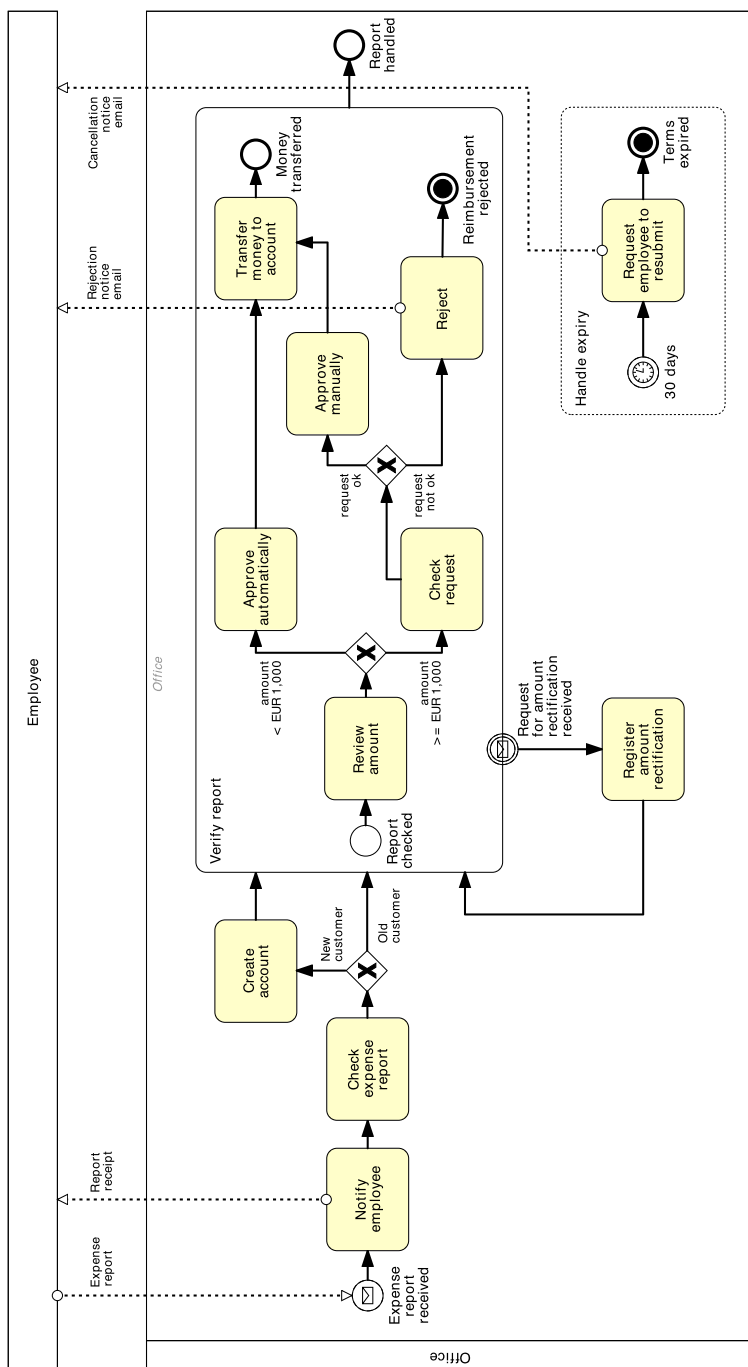 Employee
Office
Office
Expense
report
Report
receipt
Rejection
notice
email
Cancellation
notice
email
Expense
report
received
Notify
employee
Check
expense
report
New
customer
Old
customer
Create
account
Verify report
Report
checked
Review
amount
amount
< EUR 1,000
amount
>= EUR 1,000
Approve
automatically
Check
request
request
ok
request
not ok
Approve
manually
Reject
Transfer
money to
account
Money
transferred
Reimbursement
rejected
Report
handled
Request
for amount
rectification
received
Register
amount
rectification
Handle expiry
30 days
Request
employee to
resubmit
Terms
expired